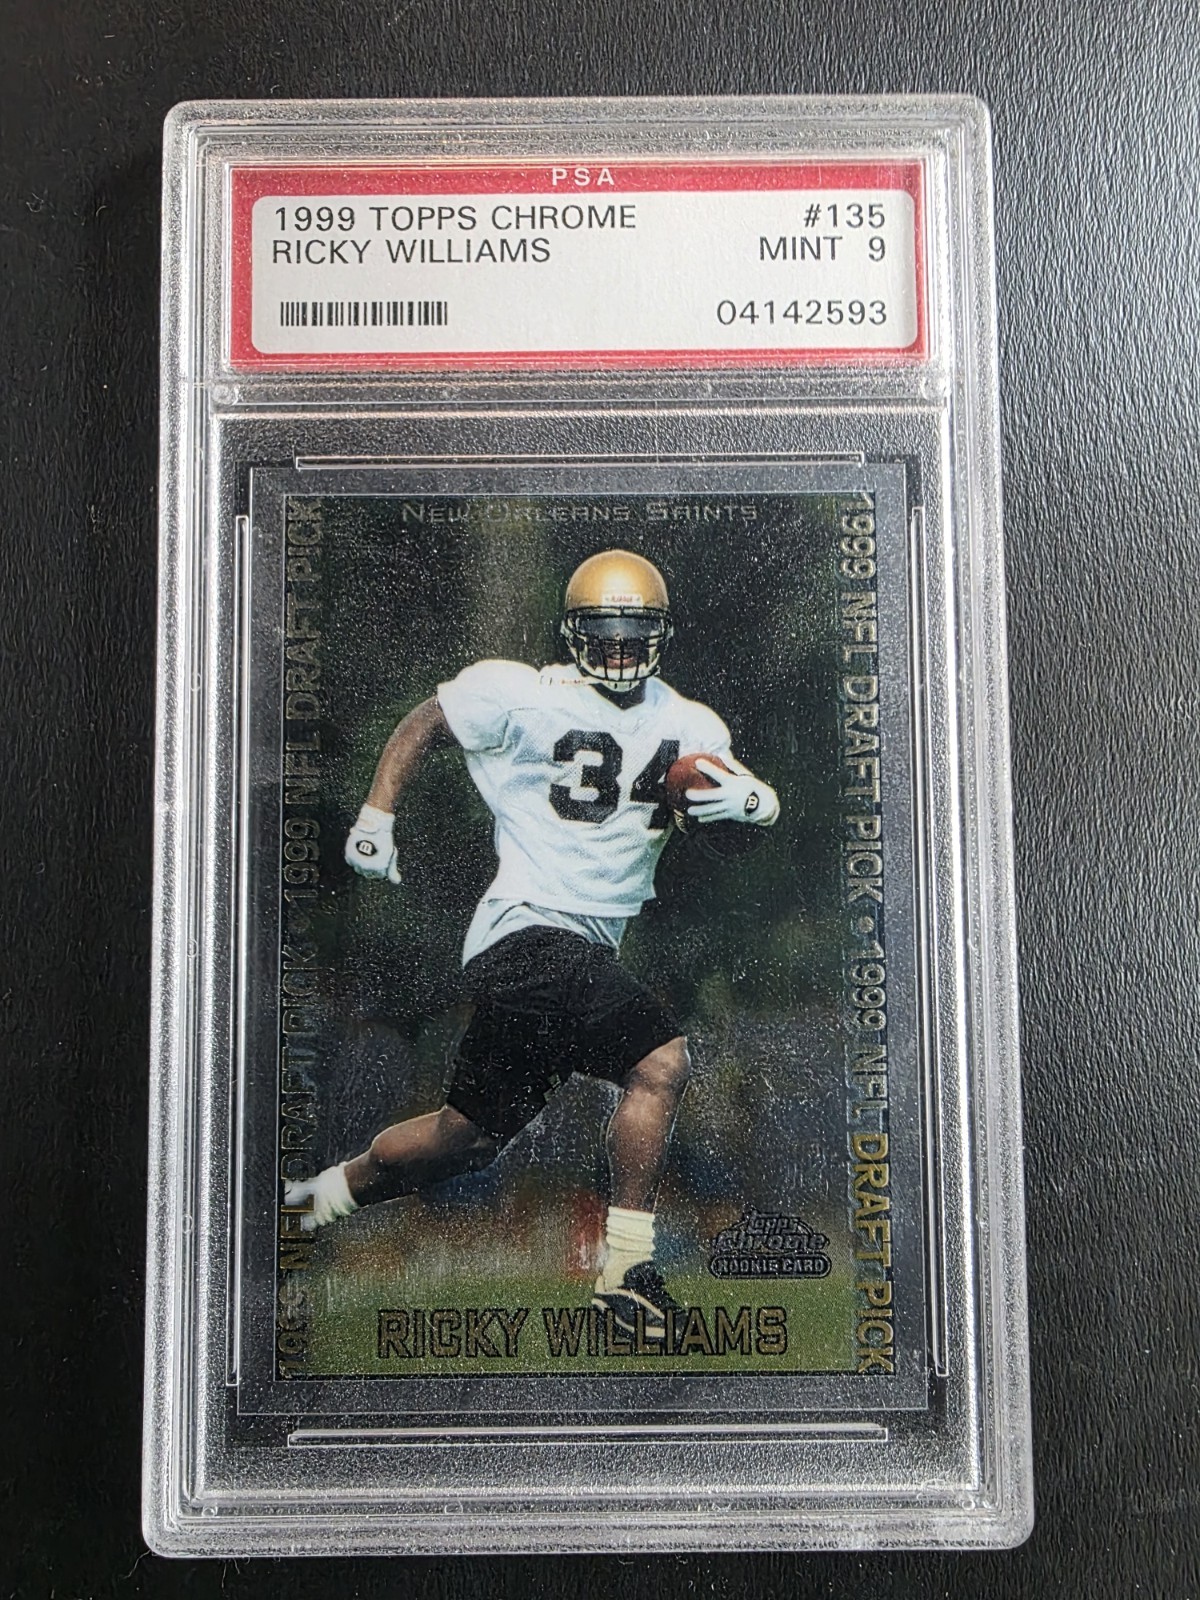 PSA
1999 TOPPS CHROME #135
RICKY WILLIAMS MINT 9
04142593
NEW ORLEANS SAINTS
1999 NFL DRAFT PICK • 1999 NFL DRAFT PICK
1999 NFL DRAFT PICK • 1999 NFL DRAFT PICK
34
Topps
Chrome
ROOKIE CARD
RICKY WILLIAMS